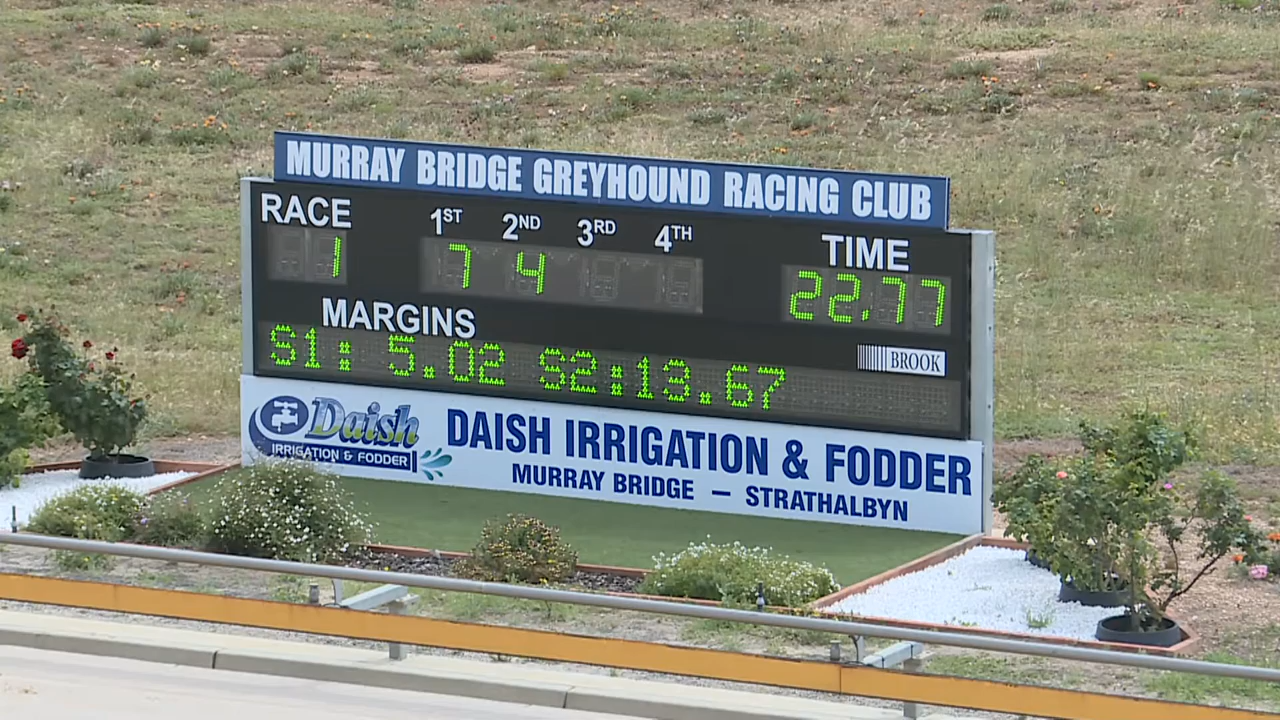 MURRAY BRIDGE GREYHOUND RACING CLUB
RACE 1ST 2ND 3RD 4TH TIME
1 7 4 22.77
MARGINS
BROOK
S1: 5.02 S2:13.67
Daish
IRRIGATION & FODDER
DAISH IRRIGATION & FODDER
MURRAY BRIDGE – STRATHALBYN